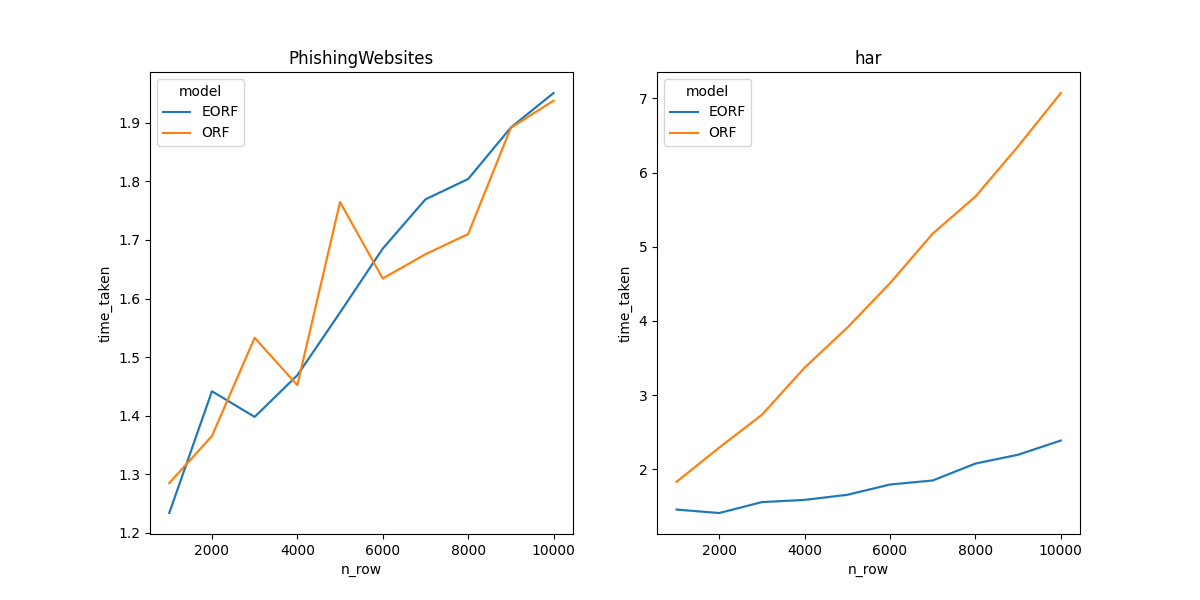 PhishingWebsites
model
EORF
ORF
time_taken
1.9
1.8
1.7
1.6
1.5
1.4
1.3
1.2
2000 4000 6000 8000 10000
n_row
har
model
EORF
ORF
time_taken
7
6
5
4
3
2
2000 4000 6000 8000 10000
n_row